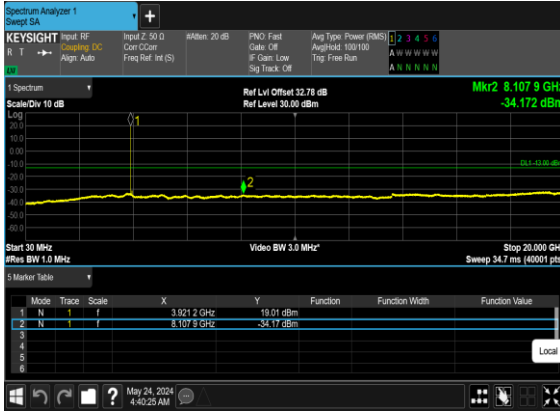 Spectrum Analyzer 1
Swept SA
+
KEYSIGHT Input: RF Input Z: 50 Ω #Atten: 20 dB PNO: Fast Avg Type: Power (RMS) 1 2 3 4 5 6
R T Coupling: DC Corr CCorr Gate: Off Avg|Hold: 100/100 A W W W W W
Align: Auto Freq Ref: Int (S) IF Gain: Low Trig: Free Run
Sig Track: Off A N N N N N
1 Spectrum Ref Lvl Offset 32.78 dB Mkr2 8.107 9 GHz
Scale/Div 10 dB Ref Level 30.00 dBm -34.172 dBm
Log
20.0
10.0
0.00
-10.0
-20.0
-30.0
-40.0
-50.0
-60.0
1
DL1 -13.00 dBm
2
Start 30 MHz Video BW 3.0 MHz* Stop 20.000 GHz
#Res BW 1.0 MHz Sweep 34.7 ms (40001 pts)
5 Marker Table
Mode Trace Scale X Y Function Function Width Function Value
1 N 1 f 3.921 2 GHz 19.01 dBm
2 N 1 f 8.107 9 GHz -34.17 dBm
3
4
5
6
Local
?
May 24, 2024
4:40:25 AM